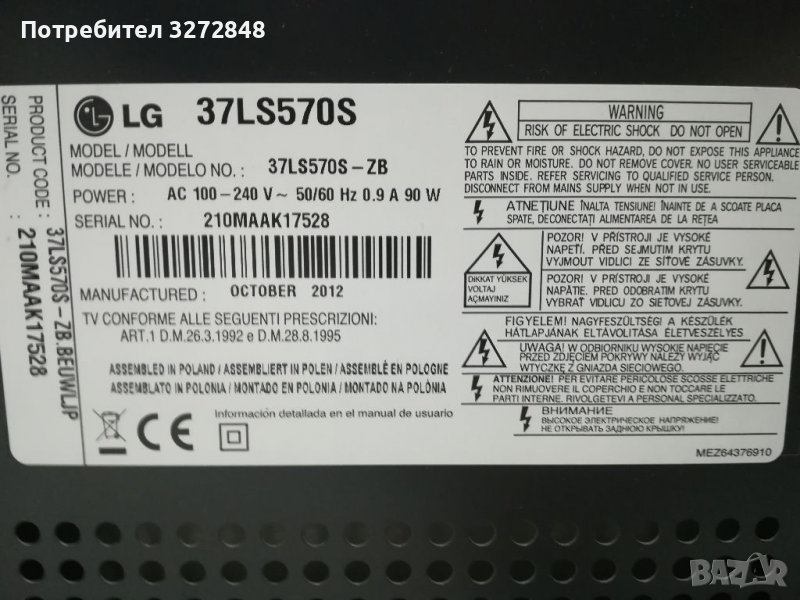 Потребител 3272848
LG 37LS570S
MODEL / MODELL
MODELE / MODELO NO. : 37LS570S-ZB
POWER : AC 100-240 V~ 50/60 Hz 0.9 A 90 W
SERIAL NO. : 210MAAK17528
MANUFACTURED : OCTOBER 2012
TV CONFORME ALLE SEGUENTI PRESCRIZIONI:
ART.1 D.M.26.3.1992 e D.M.28.8.1995
ASSEMBLED IN POLAND / ASSEMBLIERT IN POLEN / ASSEMBLÉ EN POLOGNE
ASSEMBLATO IN POLONIA / MONTADO EN POLONIA / MONTADO NA POLÓNIA
Información detallada en el manual de usuario
CE
PRODUCT CODE : 37LS570S-ZB.BEUWLJP
SERIAL NO. : 210MAAK17528
WARNING
RISK OF ELECTRIC SHOCK DO NOT OPEN
TO PREVENT FIRE OR SHOCK HAZARD, DO NOT EXPOSE THIS APPLIANCE
TO RAIN OR MOISTURE. DO NOT REMOVE COVER. NO USER SERVICEABLE
PARTS INSIDE. REFER SERVICING TO QUALIFIED SERVICE PERSON.
DISCONNECT FROM MAINS SUPPLY WHEN NOT IN USE.
ATNEȚIUNE ÎNALTA TENSIUNE! ÎNAINTE DE A SCOATE PLACA
SPATE, DECONECTAȚI ALIMENTAREA DE LA REȚEA
DIKKAT YÜKSEK
VOLTAJ
AÇMAYINIZ
POZOR! V PŘÍSTROJI JE VYSOKÉ
NAPETÍ. PŘED SEJMUTIM KRYTU
VYJMOUT VIDLICI ZE SÍŤOVÉ ZÁSUVKY.
POZOR! V PRÍSTROJI JE VYSOKÉ
NAPÄTIE. PRED ODOBRATIM KRYTU
VYBRAŤ VIDLICU ZO SIEŤOVEJ ZÁSUVKY.
FIGYELEM! NAGYFESZÜLTSÉG! A KÉSZÜLÉK
HÁTLAPJÁNAK ELTÁVOLÍTÁSA ÉLETVESZÉLYES
UWAGA! W ODBIORNIKU WYSOKIE NAPIĘCIE
PRZED ZDJĘCIEM POKRYWY NALEŻY WYJĄĆ
WTYCZKĘ Z GNIAZDA SIECIOWEGO.
ATTENZIONE! PER EVITARE PERICOLOSE SCOSSE ELETTRICHE
NON RIMUOVERE IL COPERCHIO E NON TOCCARE LE
PARTI INTERNE. RIVOLGETEVI A PERSONAL SPECIALIZZATO.
ВНИМАНИЕ
ВЫСОКОЕ ЭЛЕКТРИЧЕСКОЕ НАПРЯЖЕНИЕ!
НЕ ОТКРЫВАТЬ ЗАДНЮЮ КРЫШКУ!
MEZ64376910
BAZAR